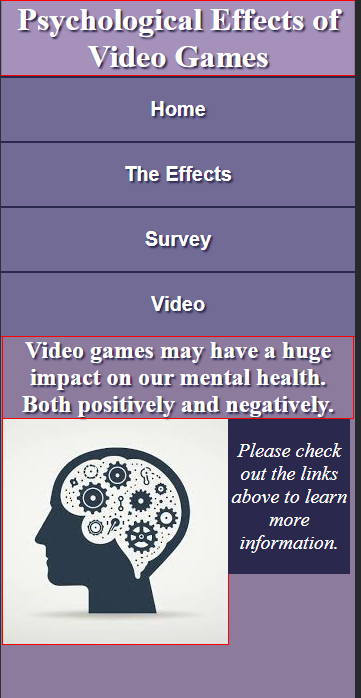 Psychological Effects of
Video Games
Home
The Effects
Survey
Video
Video games may have a huge
impact on our mental health.
Both positively and negatively.
Please check
out the links
above to learn
more
information.